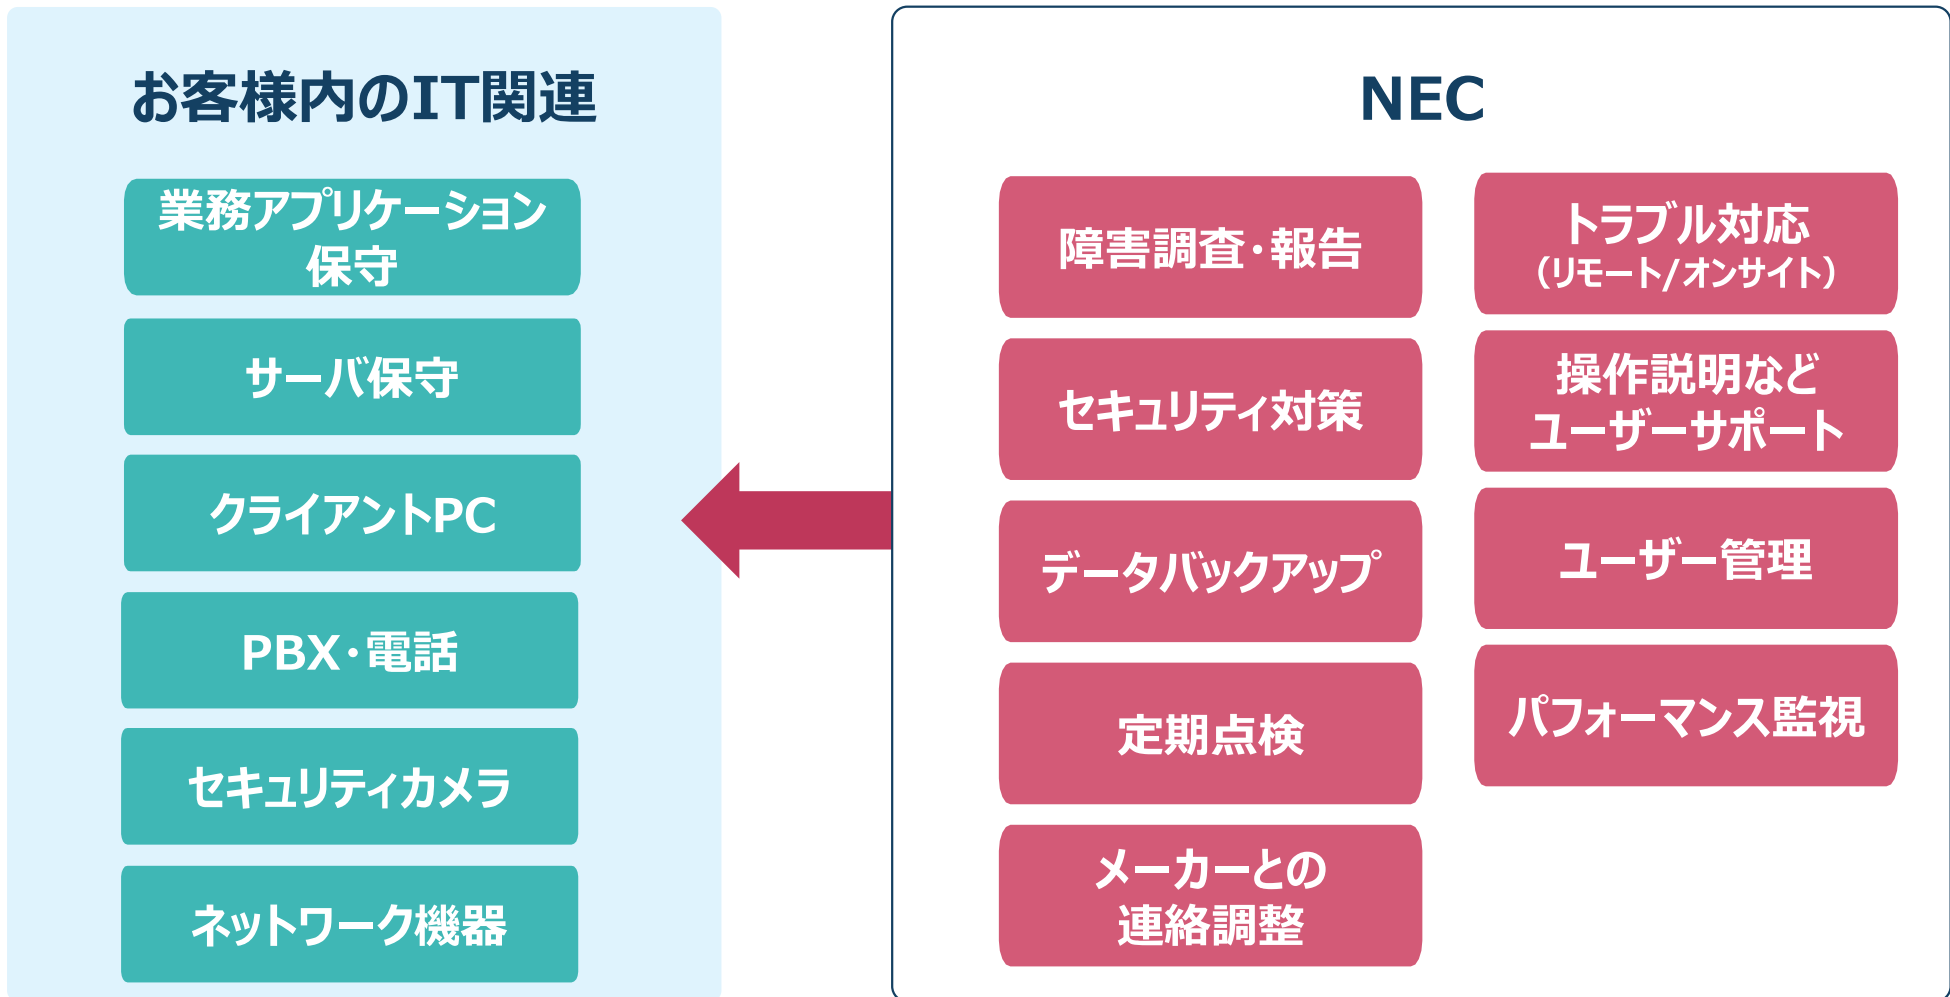 お客様内のIT関連
業務アプリケーション
保守
サーバ保守
クライアントPC
PBX・電話
セキュリティカメラ
ネットワーク機器
NEC
障害調査・報告
セキュリティ対策
データバックアップ
定期点検
メーカーとの
連絡調整
トラブル対応
（リモート/オンサイト）
操作説明など
ユーザーサポート
ユーザー管理
パフォーマンス監視